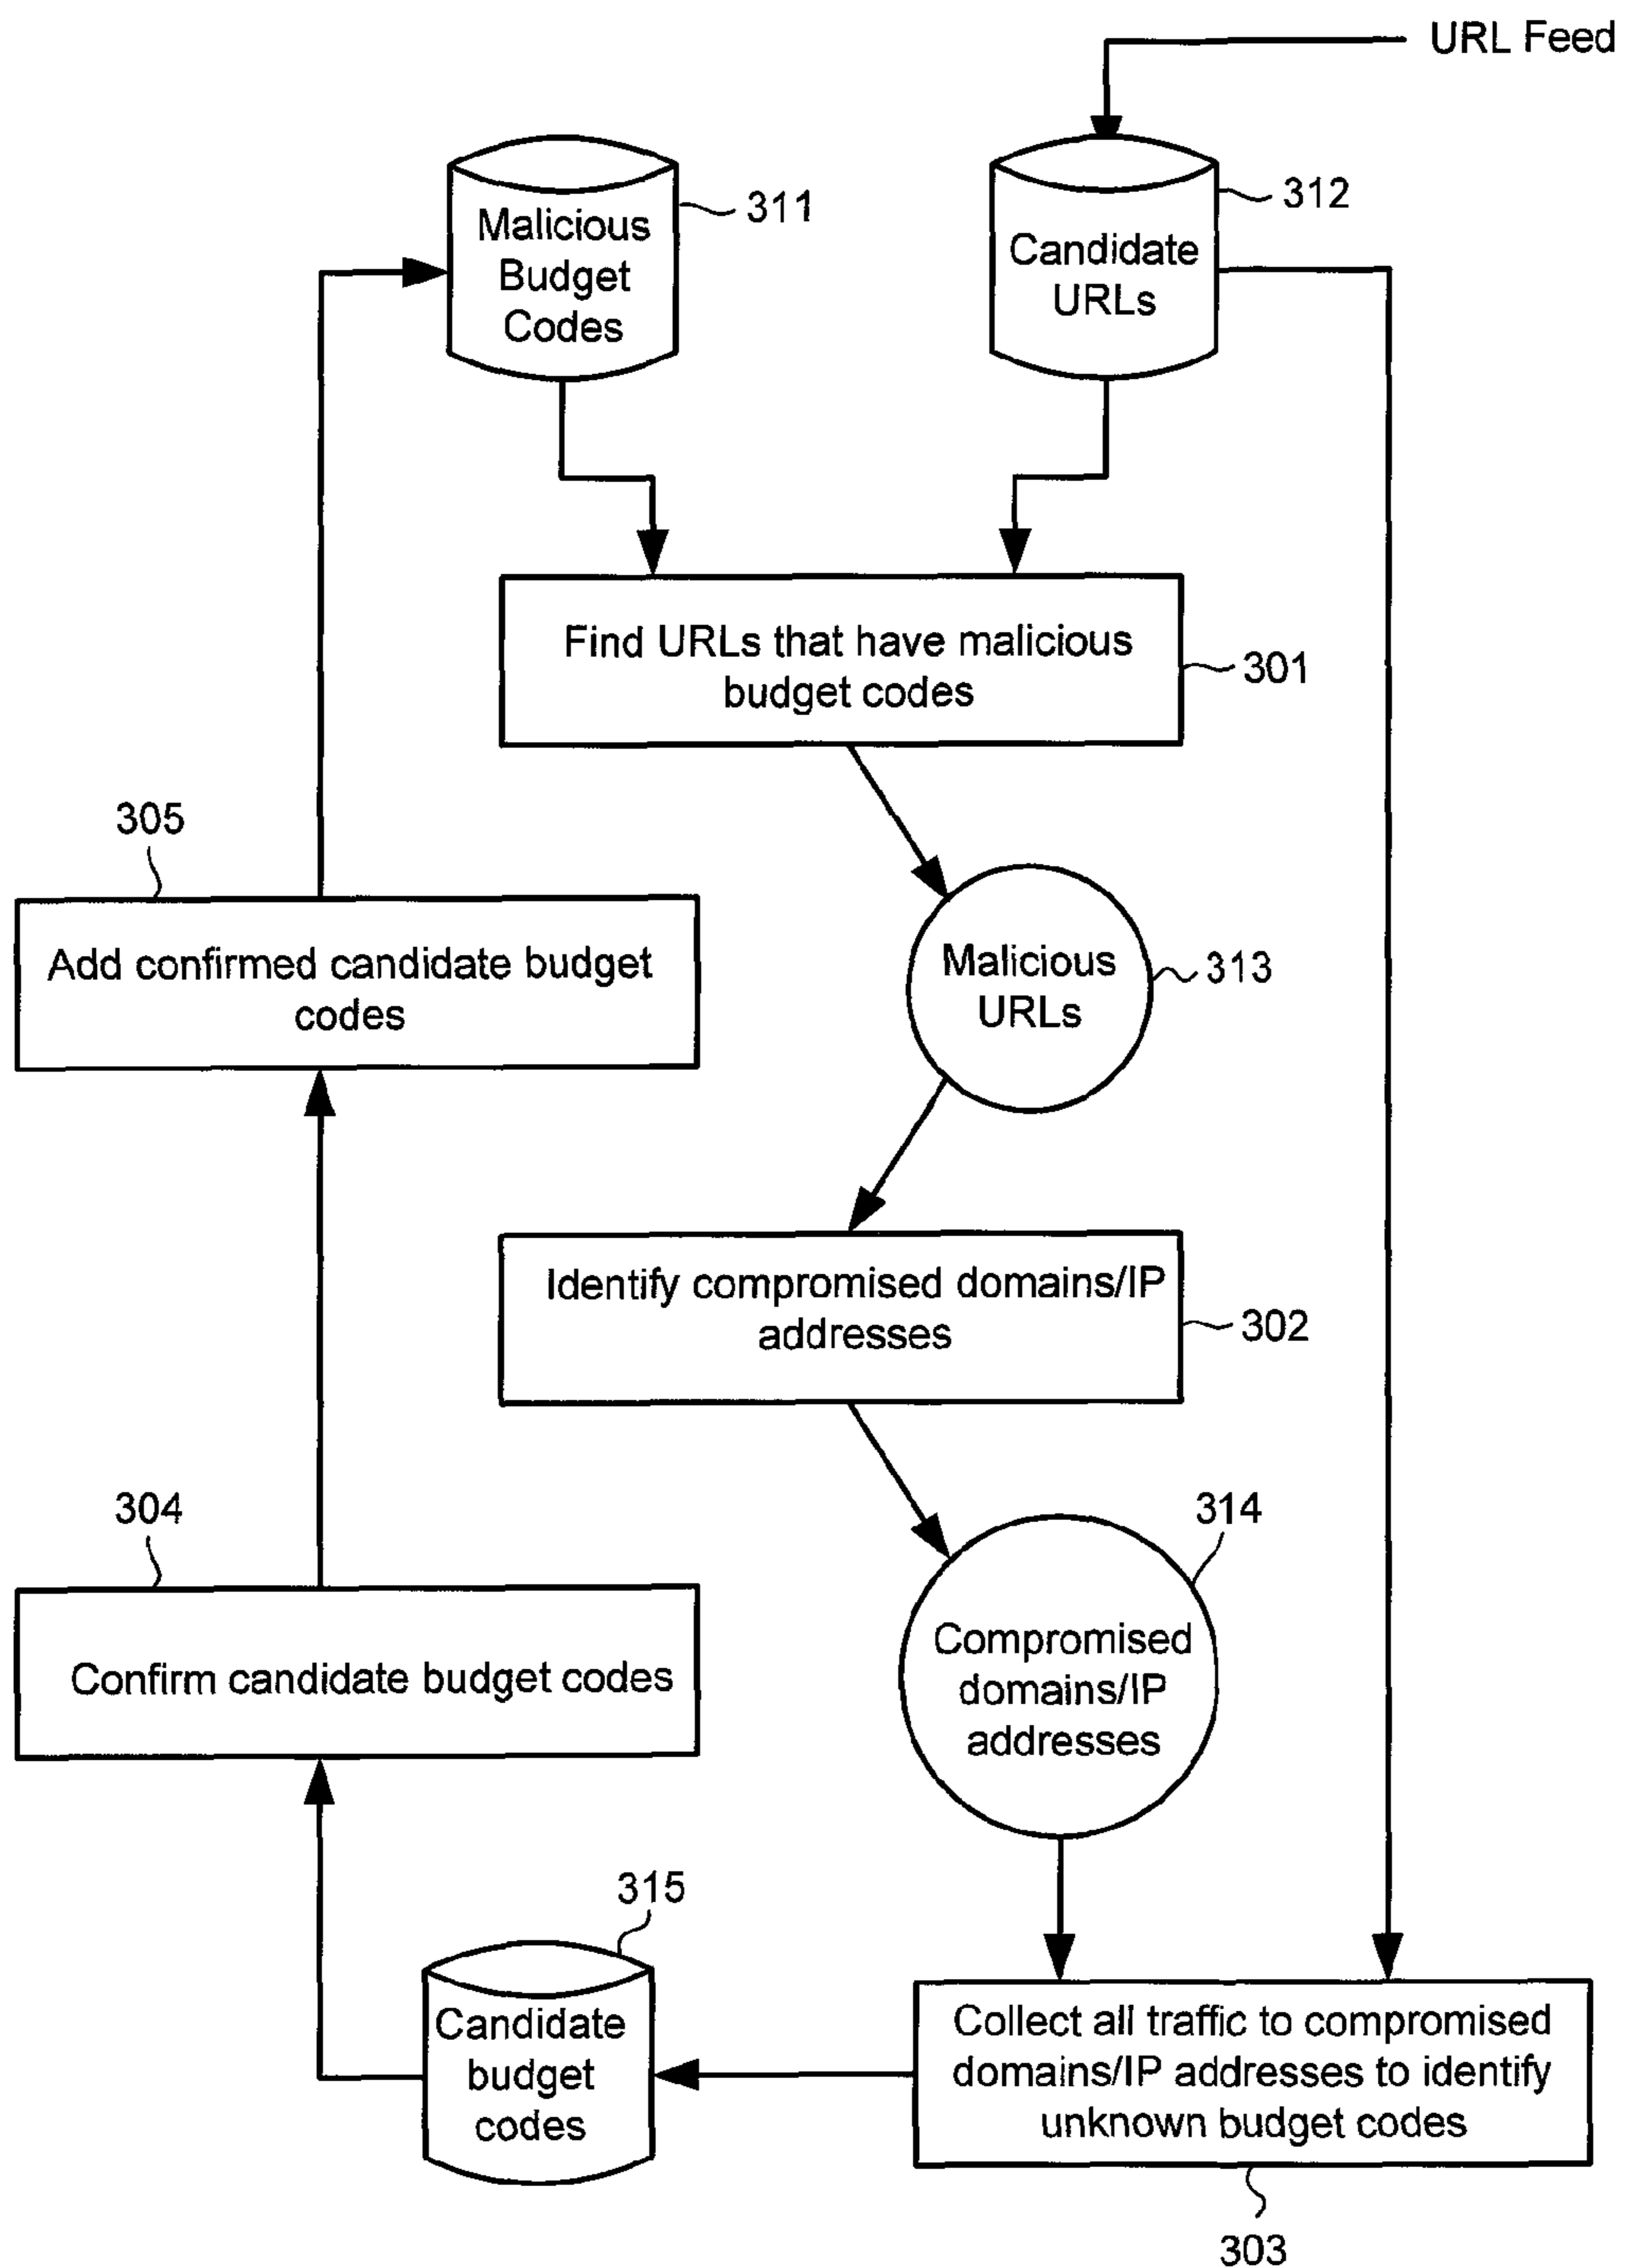 URL Feed
Malicious
Budget
Codes
311
Candidate
URLs
312
Find URLs that have malicious
budget codes
301
305
Add confirmed candidate budget
codes
Malicious
URLs
313
Identify compromised domains/IP
addresses
302
304
Confirm candidate budget codes
314
Compromised
domains/IP
addresses
315
Candidate
budget
codes
Collect all traffic to compromised
domains/IP addresses to identify
unknown budget codes
303